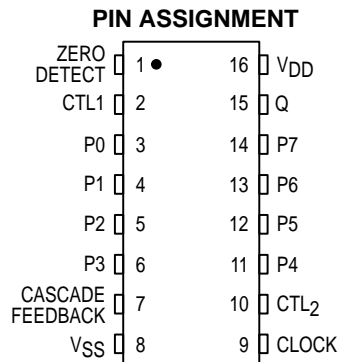 PIN ASSIGNMENT
ZERO
DETECT 1 16 VDD
CTL1 2 15 Q
P0 3 14 P7
P1 4 13 P6
P2 5 12 P5
P3 6 11 P4
CASCADE
FEEDBACK 7 10 CTL2
VSS 8 9 CLOCK